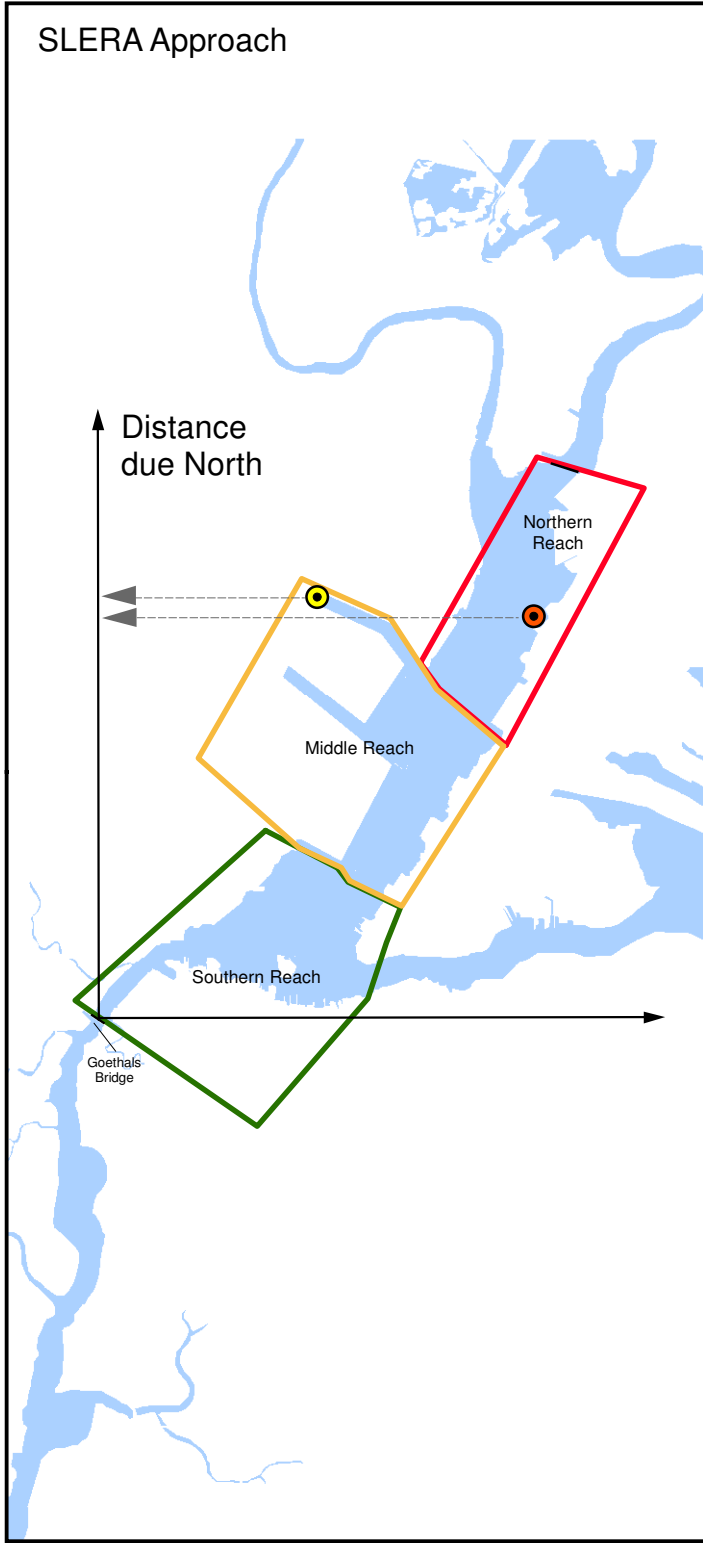 SLERA Approach
Distance
due North
Northern
Reach
Middle Reach
Southern Reach
Goethals
Bridge